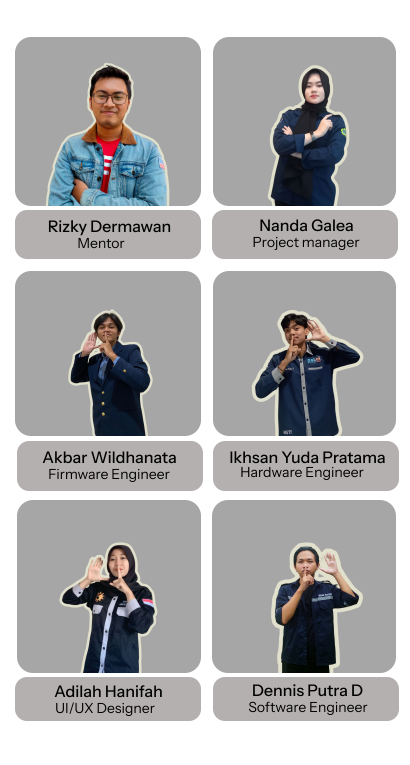 Rizky Dermawan
Mentor
Nanda Galea
Project manager
Akbar Wildhanata
Firmware Engineer
Ikhsan Yuda Pratama
Hardware Engineer
Adilah Hanifah
UI/UX Designer
Dennis Putra D
Software Engineer